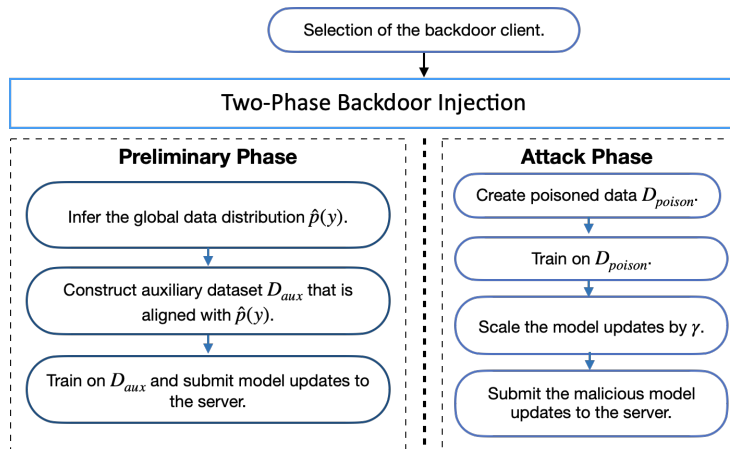 Selection of the backdoor client.
Two-Phase Backdoor Injection
Preliminary Phase
Infer the global data distribution p̂(y).
Construct auxiliary dataset D_aux that is
aligned with p̂(y).
Train on D_aux and submit model updates to
the server.
Attack Phase
Create poisoned data D_poison.
Train on D_poison.
Scale the model updates by γ.
Submit the malicious model
updates to the server.